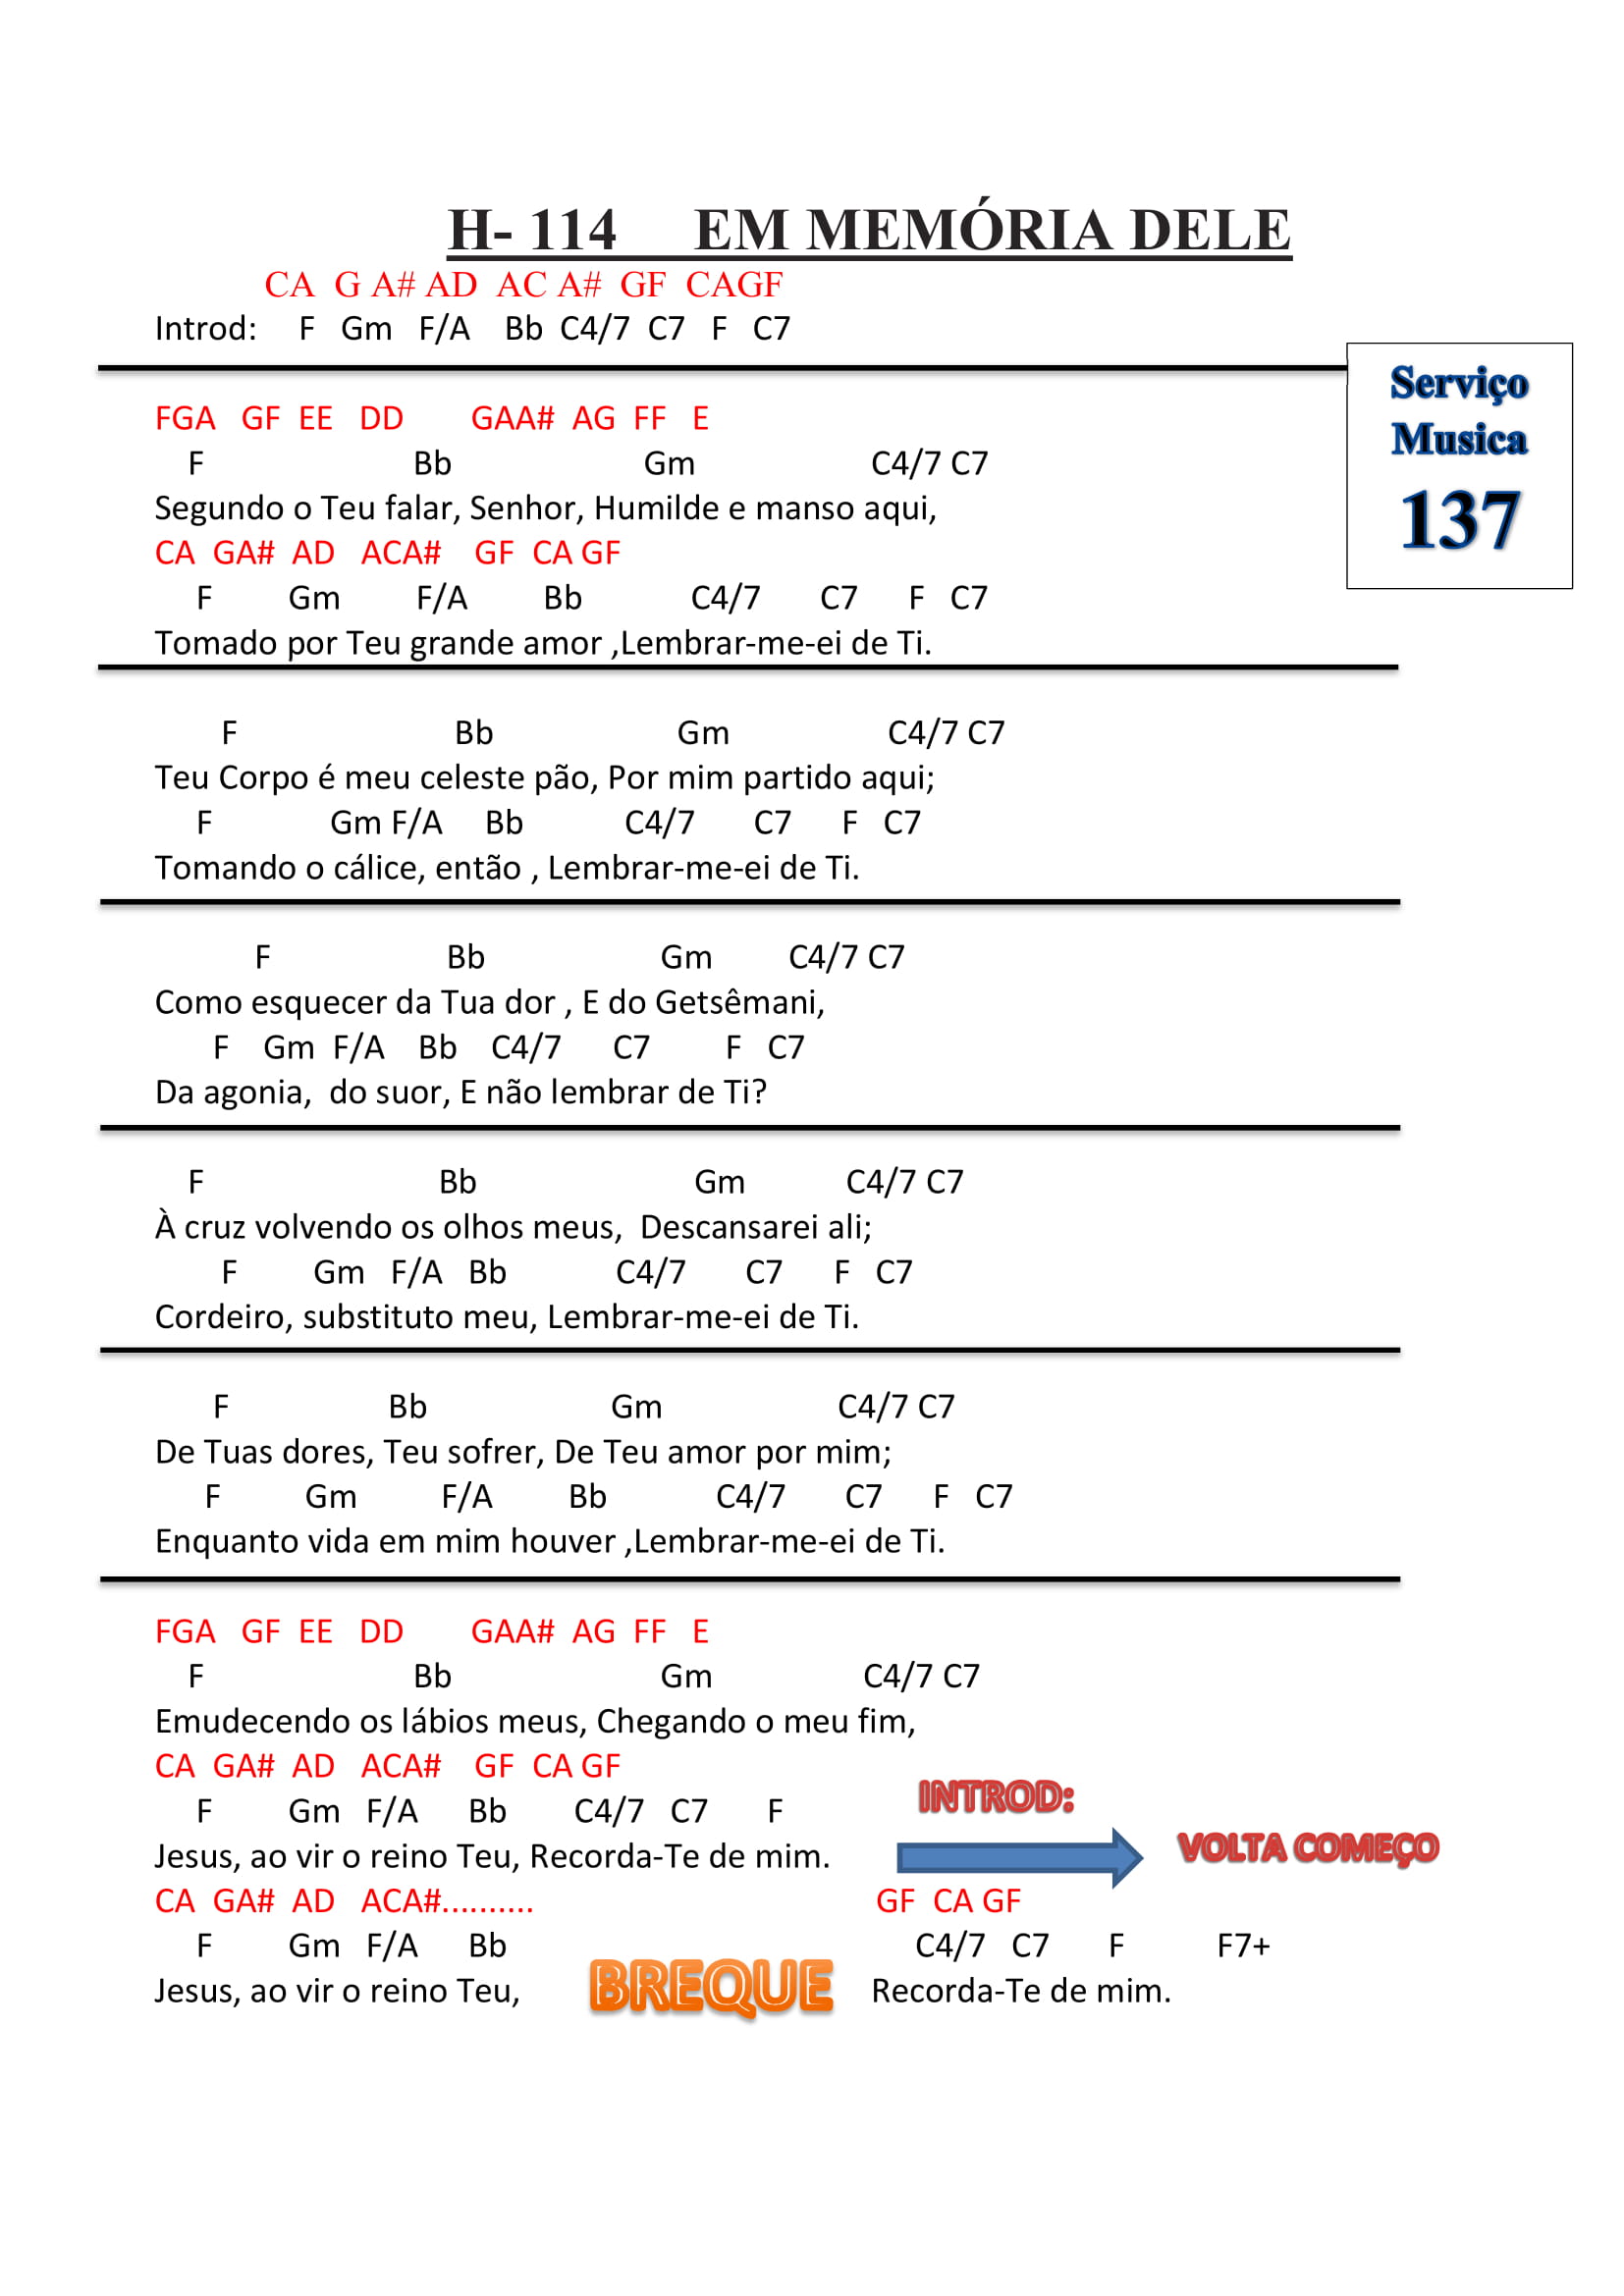 H- 114 EM MEMÓRIA DELE
CA G A# AD AC A# GF CAGF
Introd: F Gm F/A Bb C4/7 C7 F C7
Serviço
Musica
137
FGA GF EE DD GAA# AG FF E
F Bb Gm C4/7 C7
Segundo o Teu falar, Senhor, Humilde e manso aqui,
CA GA# AD ACA# GF CA GF
F Gm F/A Bb C4/7 C7 F C7
Tomado por Teu grande amor ,Lembrar-me-ei de Ti.
F Bb Gm C4/7 C7
Teu Corpo é meu celeste pão, Por mim partido aqui;
F Gm F/A Bb C4/7 C7 F C7
Tomando o cálice, então , Lembrar-me-ei de Ti.
F Bb Gm C4/7 C7
Como esquecer da Tua dor , E do Getsêmani,
F Gm F/A Bb C4/7 C7 F C7
Da agonia, do suor, E não lembrar de Ti?
F Bb Gm C4/7 C7
À cruz volvendo os olhos meus, Descansarei ali;
F Gm F/A Bb C4/7 C7 F C7
Cordeiro, substituto meu, Lembrar-me-ei de Ti.
F Bb Gm C4/7 C7
De Tuas dores, Teu sofrer, De Teu amor por mim;
F Gm F/A Bb C4/7 C7 F C7
Enquanto vida em mim houver ,Lembrar-me-ei de Ti.
FGA GF EE DD GAA# AG FF E
F Bb Gm C4/7 C7
Emudecendo os lábios meus, Chegando o meu fim,
CA GA# AD ACA# GF CA GF
F Gm F/A Bb C4/7 C7 F INTROD:
Jesus, ao vir o reino Teu, Recorda-Te de mim. VOLTA COMEÇO
CA GA# AD ACA#.......... GF CA GF
F Gm F/A Bb C4/7 C7 F F7+
Jesus, ao vir o reino Teu, BREQUE Recorda-Te de mim.